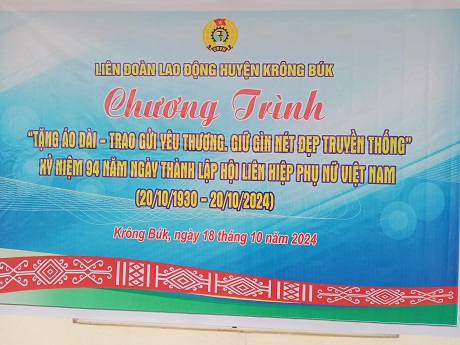 LIÊN ĐOÀN LAO ĐỘNG HUYỆN KRÔNG BÚK
Chương Trình
"TẶNG ÁO DÀI – TRAO GỬI YÊU THƯƠNG, GIỮ GÌN NÉT ĐẸP TRUYỀN THỐNG"
KỶ NIỆM 94 NĂM NGÀY THÀNH LẬP HỘI LIÊN HIỆP PHỤ NỮ VIỆT NAM
(20/10/1930 – 20/10/2024)
Krông Búk, ngày 18 tháng 10 năm 2024